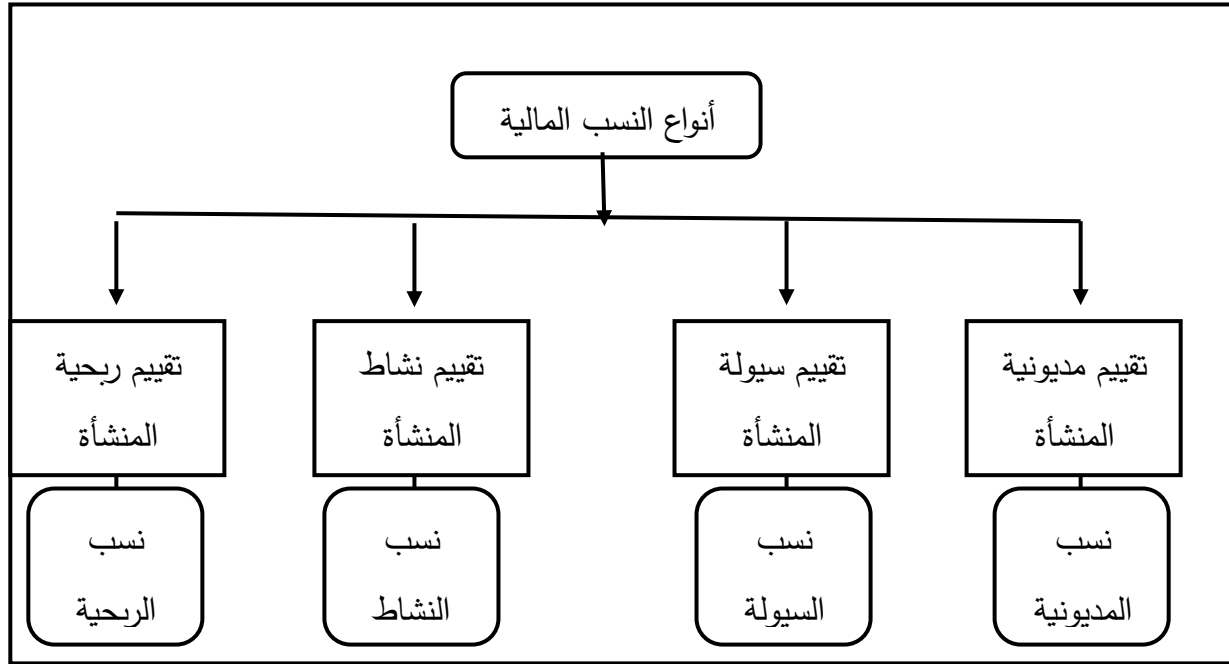 أنواع النسب المالية
تقييم مديونية
المنشأة
تقييم سيولة
المنشأة
تقييم نشاط
المنشأة
تقييم ربحية
المنشأة
نسب
المديونية
نسب
السيولة
نسب
النشاط
نسب
الربحية